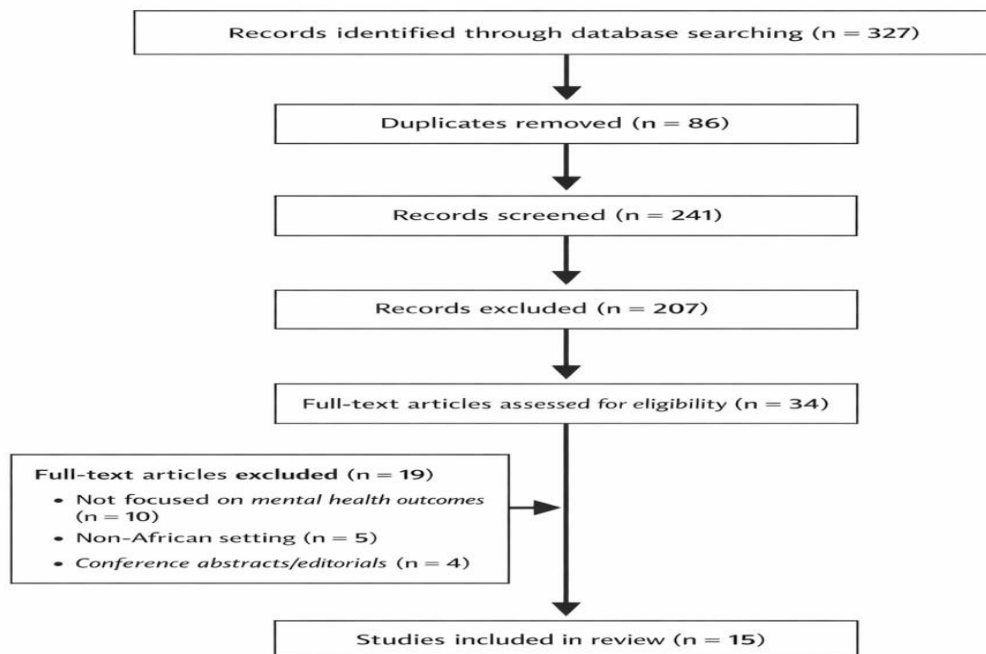 Records identified through database searching (n = 327)
Duplicates removed (n = 86)
Records screened (n = 241)
Records excluded (n = 207)
Full-text articles assessed for eligibility (n = 34)
Full-text articles excluded (n = 19)
• Not focused on mental health outcomes
(n = 10)
• Non-African setting (n = 5)
• Conference abstracts/editorials (n = 4)
Studies included in review (n = 15)